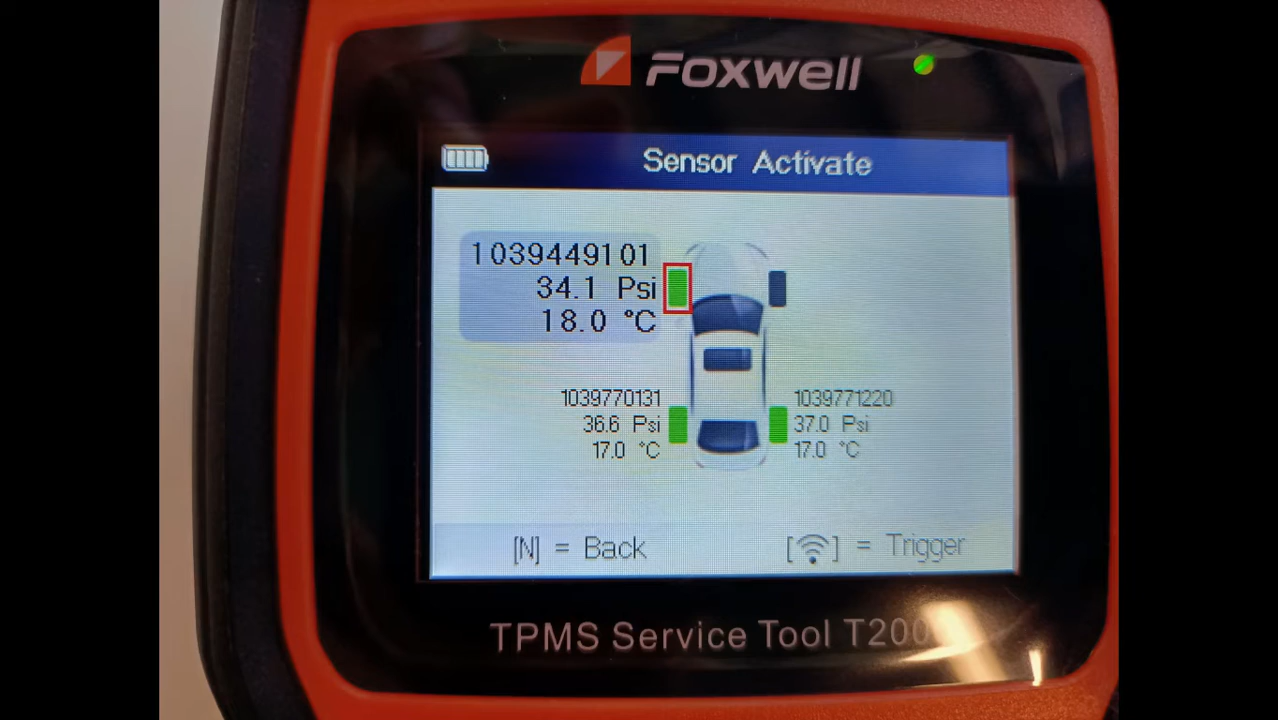 Foxwell
Sensor Activate
1039449101
34.1 Psi
18.0 °C
1039770131
36.6 Psi
17.0 °C
1039771220
37.0 Psi
17.0 °C
[N] = Back
[] = Trigger
TPMS Service Tool